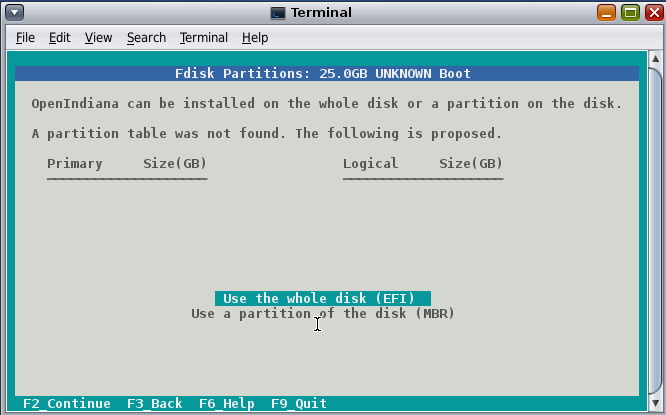 Terminal
File Edit View Search Terminal Help
Fdisk Partitions: 25.0GB UNKNOWN Boot
OpenIndiana can be installed on the whole disk or a partition on the disk.
A partition table was not found. The following is proposed.
Primary Size(GB) Logical Size(GB)
Use the whole disk (EFI)
Use a partition of the disk (MBR)
F2_Continue F3_Back F6_Help F9_Quit